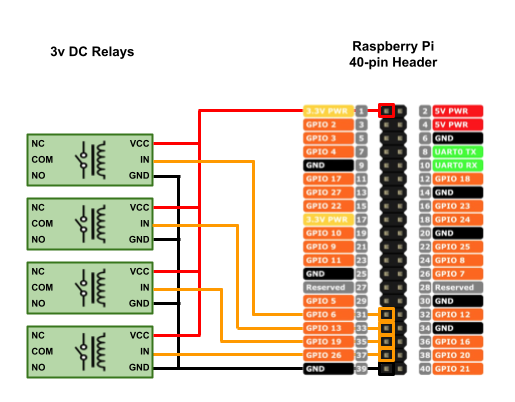 3v DC Relays
Raspberry Pi
40-pin Header
3.3V PWR 1 2 5V PWR
GPIO 2 3 4 5V PWR
GPIO 3 5 6 GND
GPIO 4 7 8 UART0 TX
GND 9 10 UART0 RX
GPIO 17 11 12 GPIO 18
GPIO 27 13 14 GND
GPIO 22 15 16 GPIO 23
3.3V PWR 17 18 GPIO 24
GPIO 10 19 20 GND
GPIO 9 21 22 GPIO 25
GPIO 11 23 24 GPIO 8
GND 25 26 GPIO 7
Reserved 27 28 Reserved
GPIO 5 29 30 GND
GPIO 6 31 32 GPIO 12
GPIO 13 33 34 GND
GPIO 19 35 36 GPIO 16
GPIO 26 37 38 GPIO 20
GND 39 40 GPIO 21
NC VCC
COM IN
NO GND
NC VCC
COM IN
NO GND
NC VCC
COM IN
NO GND
NC VCC
COM IN
NO GND